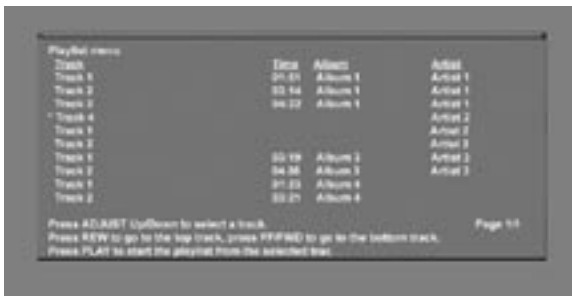 Playlist menu
Track Time Album Artist
Track 1 01:01 Album 1 Artist 1
Track 2 03:14 Album 1 Artist 1
Track 3 04:22 Album 1 Artist 1
* Track 4 Artist 2
Track 1 Artist 2
Track 2 Artist 2
Track 1 03:19 Album 3 Artist 3
Track 2 04:36 Album 3 Artist 3
Track 1 01:23 Album 4
Track 2 03:21 Album 4
Press ADJUST Up/Down to select a track. Page 1/1
Press REW to go to the top track, press FF/FWD to go to the bottom track.
Press PLAY to start the playlist from the selected trac.